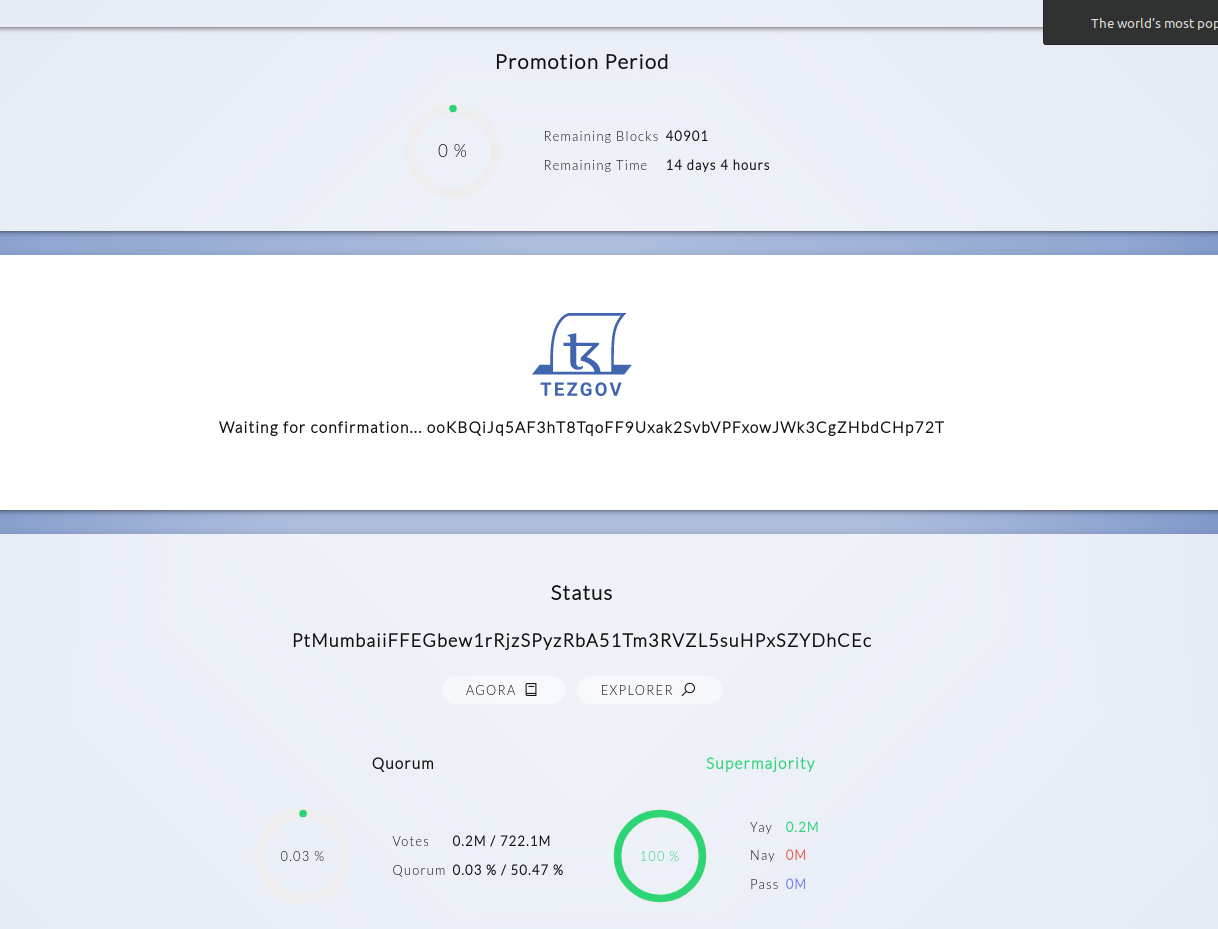 The world's most pop
Promotion Period
0 %
Remaining Blocks 40901
Remaining Time 14 days 4 hours
TEZGOV
Waiting for confirmation... ooKBQiJq5AF3hT8TqoFF9Uxak2SvbVPFxowJWk3CgZHbdCHp72T
Status
PtMumbaiiFFEGbew1rRjzSPyzRbA51Tm3RVZL5suHPxSZYDhCEc
AGORA EXPLORER
Quorum Supermajority
0.03 %
Votes 0.2M / 722.1M
Quorum 0.03 % / 50.47 %
100 %
Yay 0.2M
Nay 0M
Pass 0M